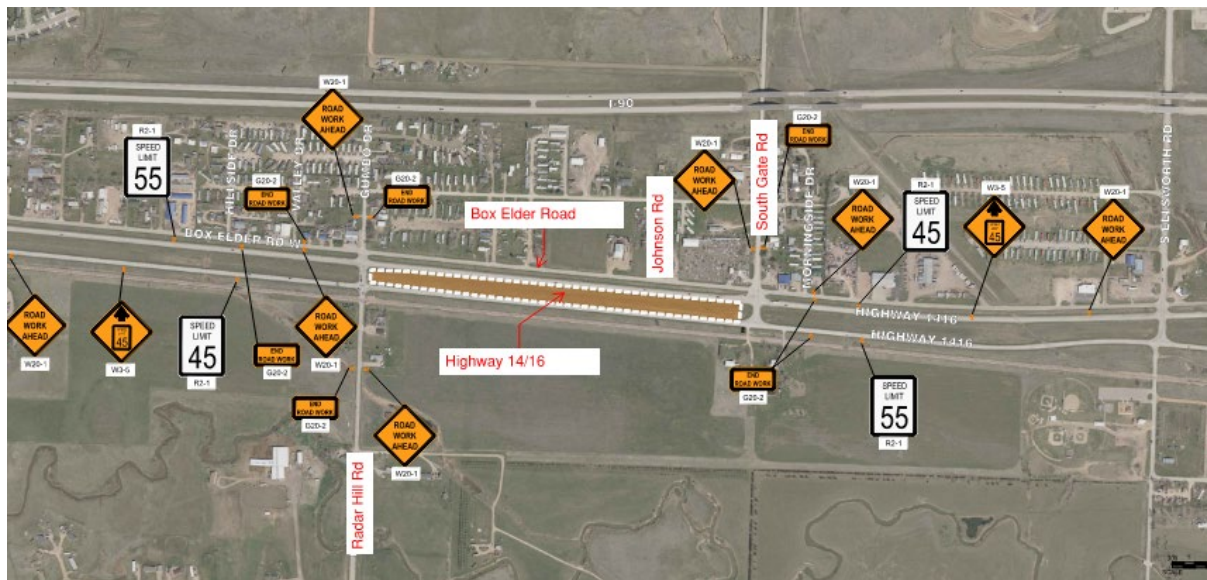 W20-1
ROAD
WORK
AHEAD
I 90
R2-1
SPEED
LIMIT
55
HILLSIDE DR
G20-2
END
ROAD WORK
VALLEY DR
GUMBO DR
G20-2
END
ROAD WORK
BOX ELDER RD W
Box Elder Road
Johnson Rd
W20-1
ROAD
WORK
AHEAD
South Gate Rd
G20-2
END
ROAD WORK
MORNINGSIDE DR
W20-1
ROAD
WORK
AHEAD
R2-1
SPEED
LIMIT
45
W3-5
45
W20-1
ROAD
WORK
AHEAD
S ELLSWORTH RD
HIGHWAY 1416
HIGHWAY 1416
ROAD
WORK
AHEAD
W20-1
45
W3-5
SPEED
LIMIT
45
R2-1
END
ROAD WORK
G20-2
ROAD
WORK
AHEAD
W20-1
Highway 14/16
END
ROAD WORK
G20-2
ROAD
WORK
AHEAD
W20-1
Radar Hill Rd
END
ROAD WORK
G20-2
SPEED
LIMIT
55
R2-1
SCALE